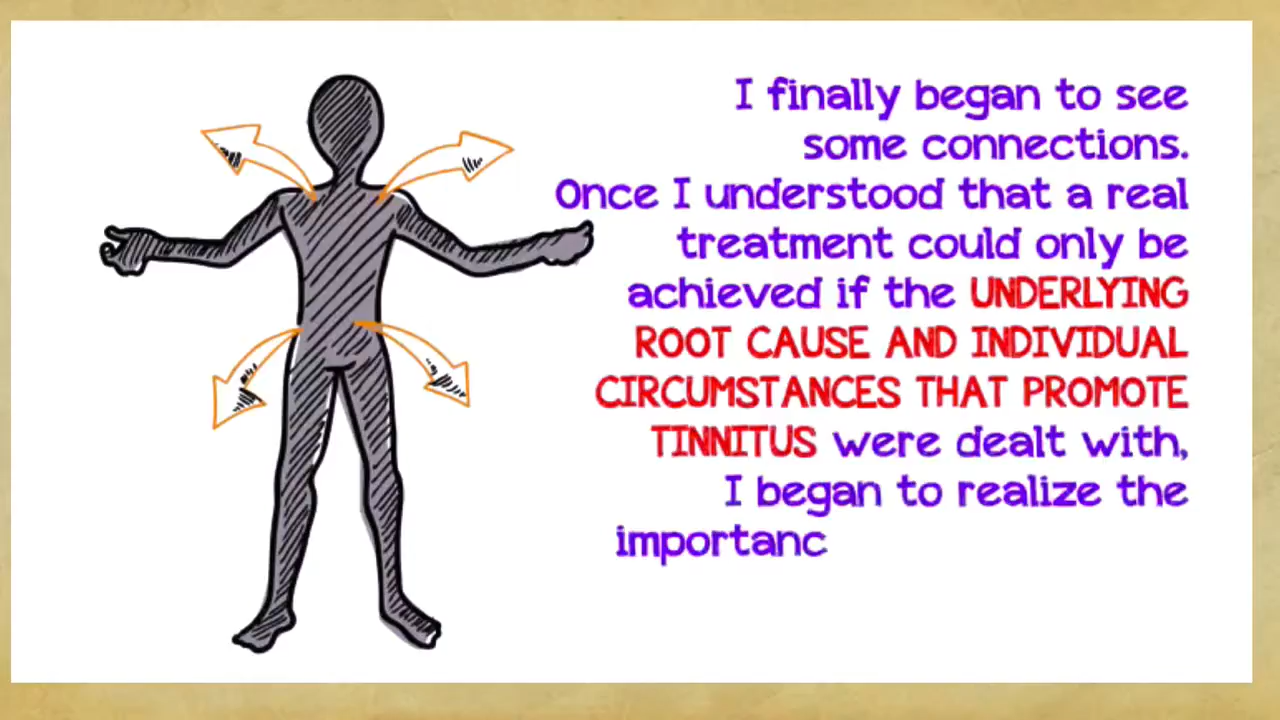 I finally began to see
some connections.
Once I understood that a real
treatment could only be
achieved if the UNDERLYING
ROOT CAUSE AND INDIVIDUAL
CIRCUMSTANCES THAT PROMOTE
TINNITUS were dealt with,
I began to realize the
importanc